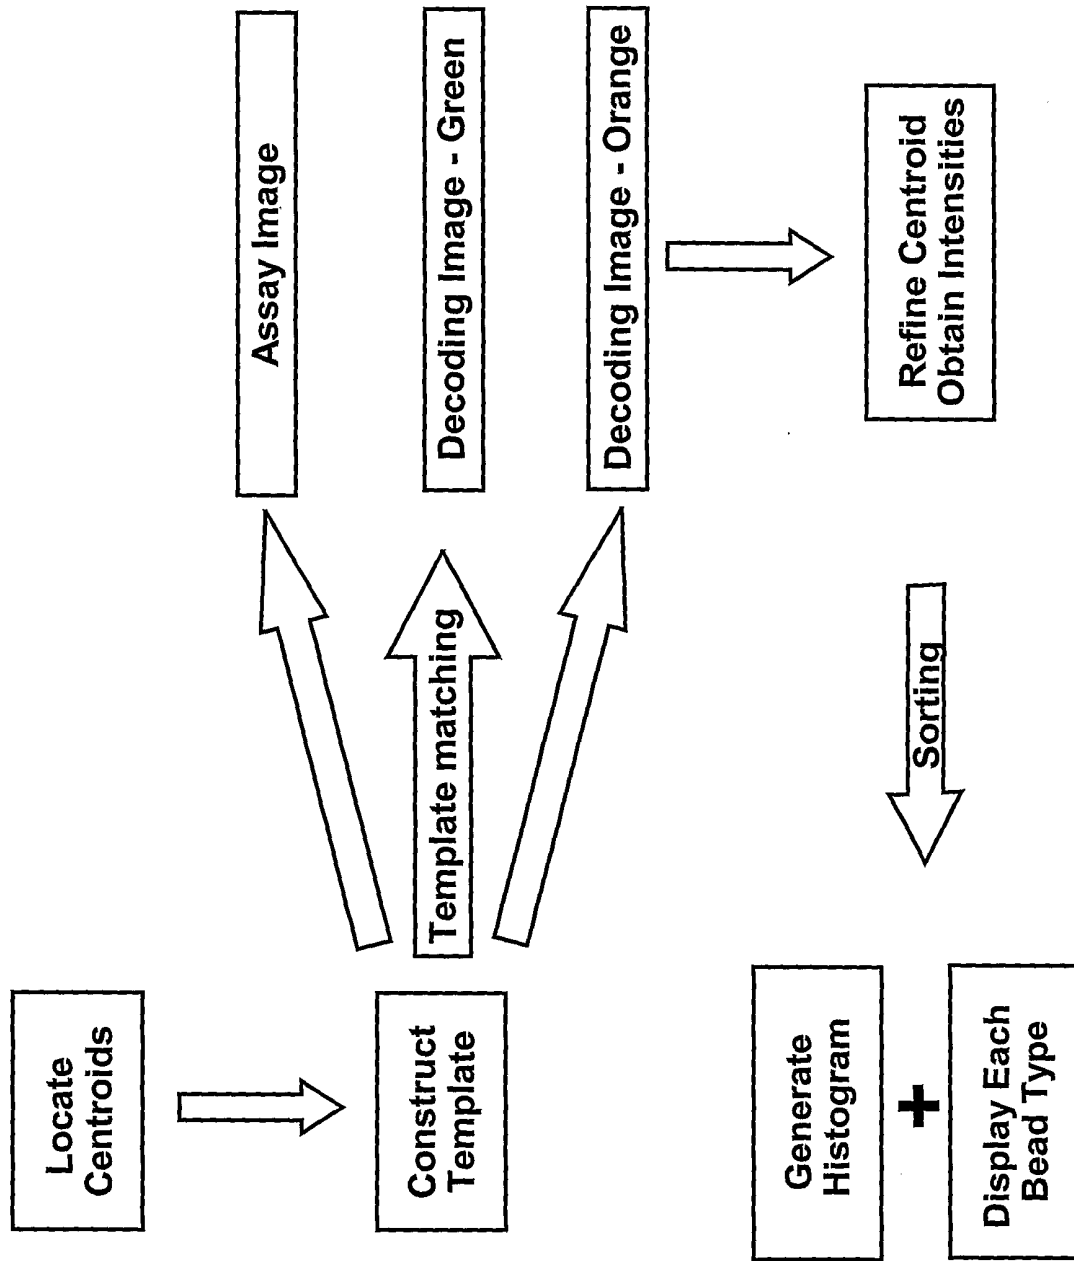 Locate
Centroids
Construct
Template
Template matching
Assay Image
Decoding Image - Green
Decoding Image - Orange
Refine Centroid
Obtain Intensities
Sorting
Generate
Histogram
+
Display Each
Bead Type